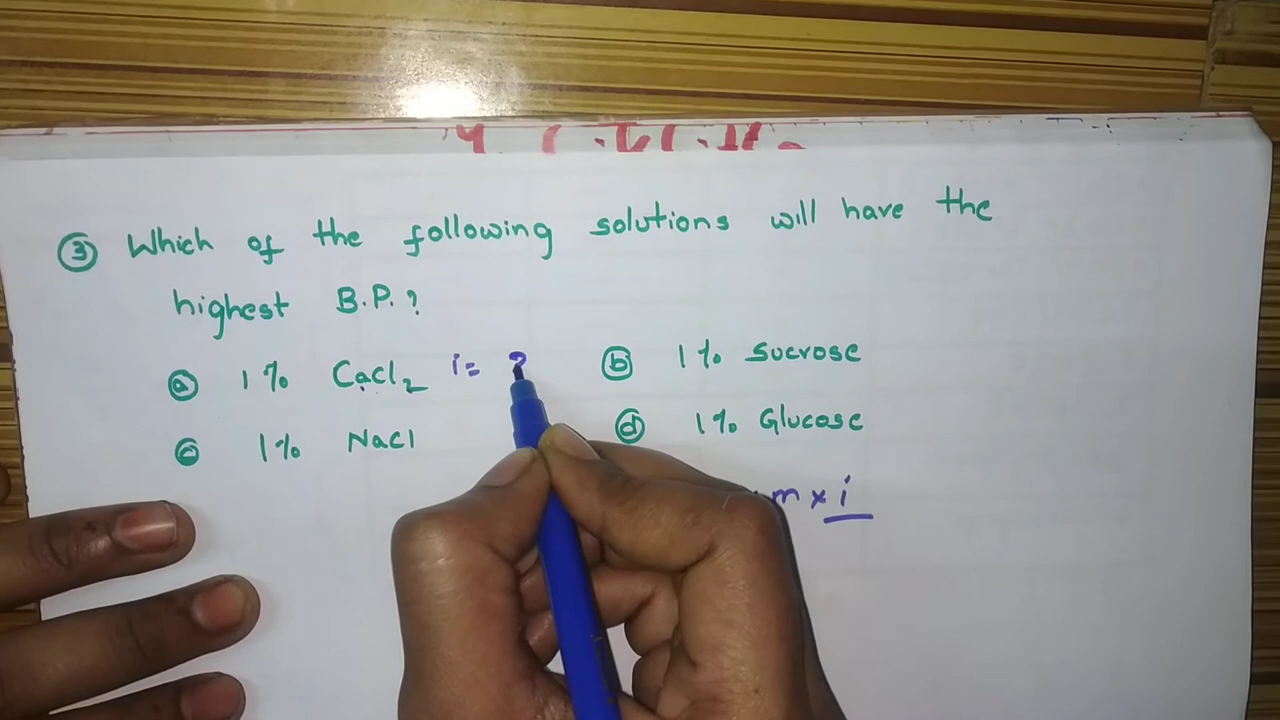 ③ Which of the following solutions will have the
highest B.P.?
ⓐ 1% CaCl₂ i=
ⓑ 1% Sucrose
ⓒ 1% NaCl
ⓓ 1% Glucose
m × i